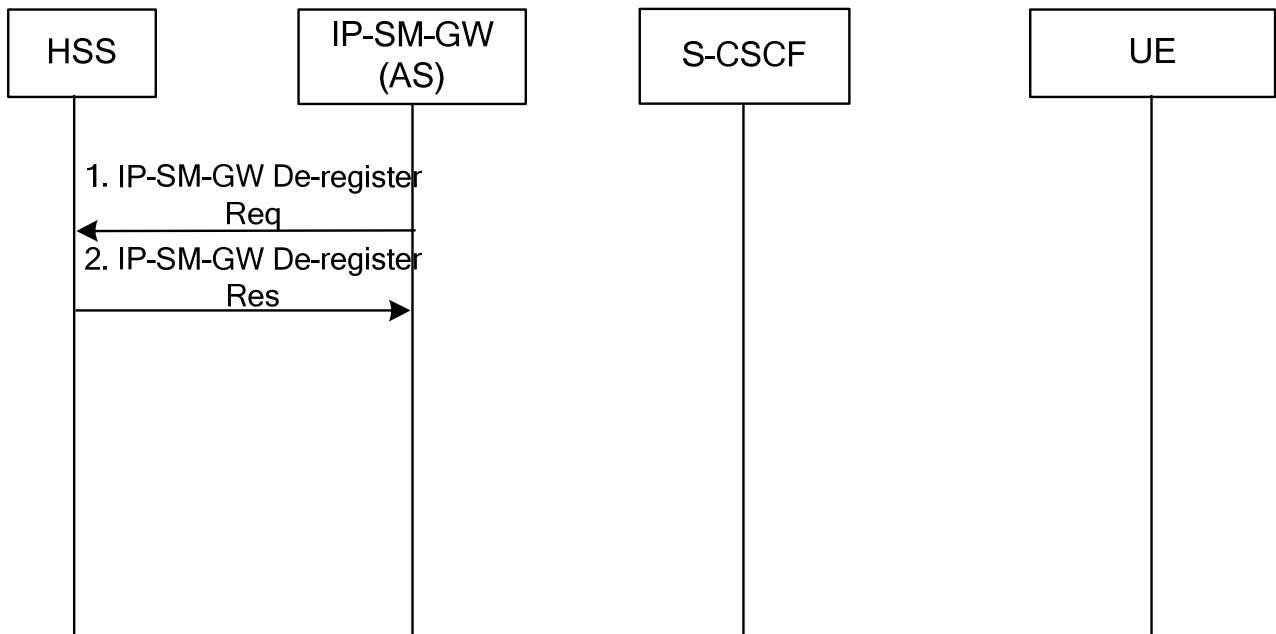 HSS
IP-SM-GW
(AS)
S-CSCF
UE
1. IP-SM-GW De-register
Req
2. IP-SM-GW De-register
Res